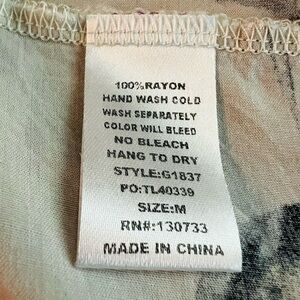 100%RAYON
HAND WASH COLD
WASH SEPARATELY
COLOR WILL BLEED
NO BLEACH
HANG TO DRY
STYLE:G1837
PO:TL40339
SIZE:M
RN#:130733
MADE IN CHINA